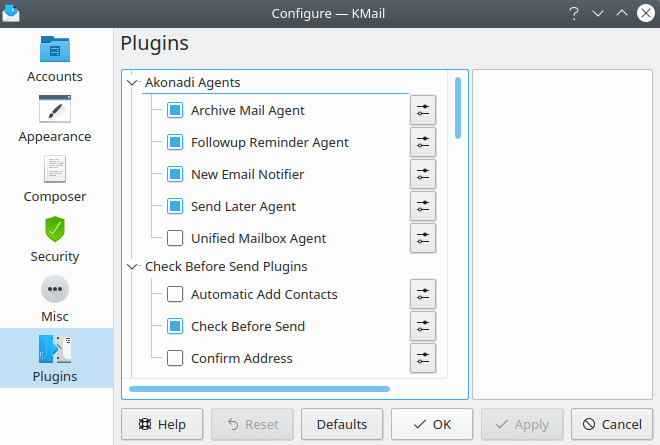 Configure — KMail
Plugins
Accounts
Appearance
Composer
Security
Misc
Plugins
Akonadi Agents
Archive Mail Agent
Followup Reminder Agent
New Email Notifier
Send Later Agent
Unified Mailbox Agent
Check Before Send Plugins
Automatic Add Contacts
Check Before Send
Confirm Address
Help Reset Defaults OK Apply Cancel